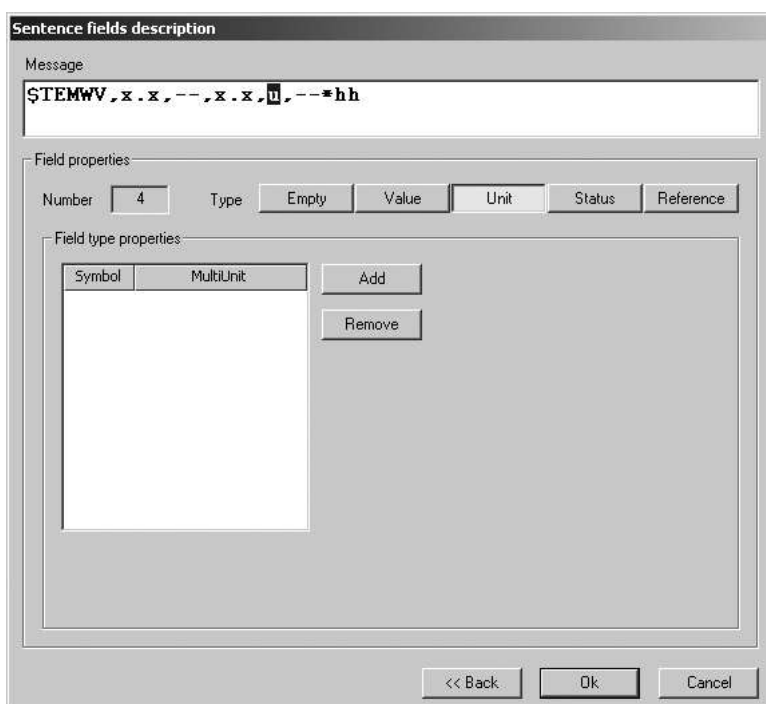 Sentence fields description
Message
$TEMWV,x.x,--,x.x,u,--*hh
Field properties
Number 4 Type Empty Value Unit Status Reference
Field type properties
Symbol MultiUnit Add
Remove
<< Back Ok Cancel